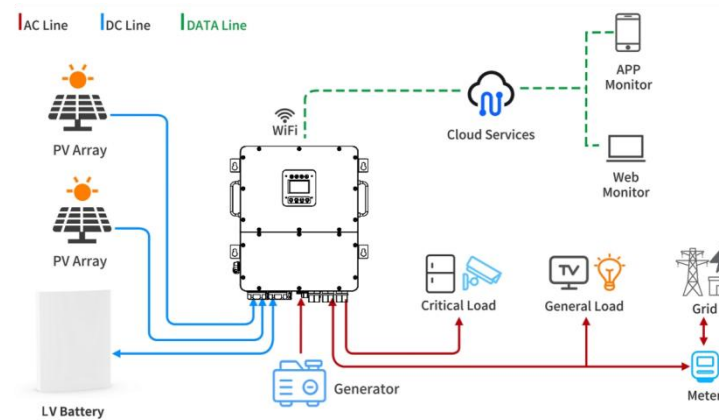 AC Line
DC Line
DATA Line
PV Array
WiFi
Cloud Services
APP
Monitor
Web
Monitor
PV Array
TV
Critical Load
General Load
Grid
Generator
Meter
LV Battery